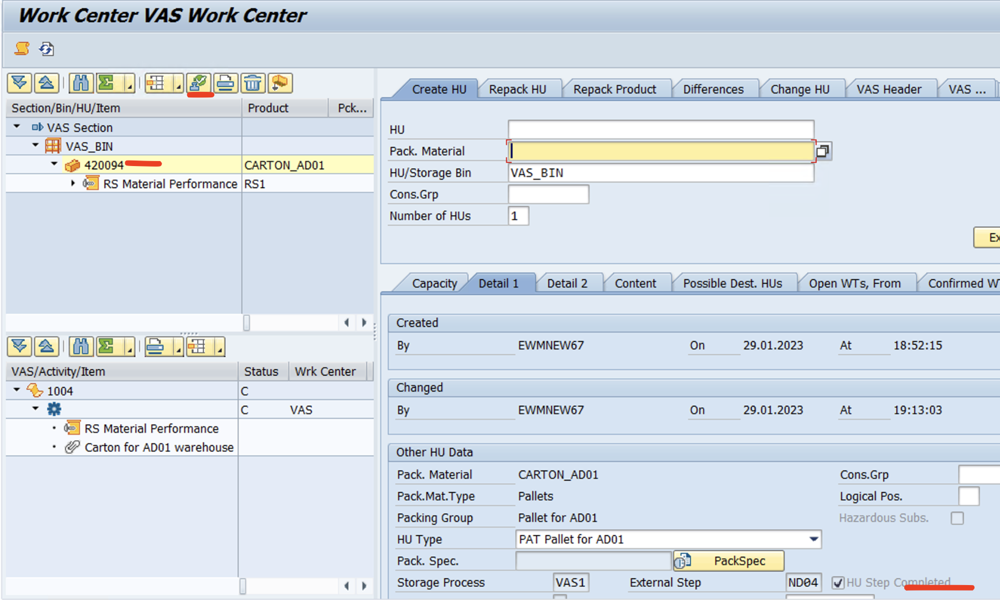 Work Center VAS Work Center
Section/Bin/HU/Item Product Pck...
VAS Section
VAS_BIN
420094 CARTON_AD01
RS Material Performance RS1
VAS/Activity/Item Status Wrk Center
1004 C
C VAS
RS Material Performance
Carton for AD01 warehouse
Create HU Repack HU Repack Product Differences Change HU VAS Header VAS ...
HU
Pack. Material
HU/Storage Bin VAS_BIN
Cons.Grp
Number of HUs 1
Ex
Capacity Detail 1 Detail 2 Content Possible Dest. HUs Open WTs, From Confirmed W
Created
By EWMNEW67 On 29.01.2023 At 18:52:15
Changed
By EWMNEW67 On 29.01.2023 At 19:13:03
Other HU Data
Pack. Material CARTON_AD01 Cons.Grp
Pack.Mat.Type Pallets Logical Pos.
Packing Group Pallet for AD01 Hazardous Subs.
HU Type PAT Pallet for AD01
Pack. Spec. PackSpec
Storage Process VAS1 External Step ND04 HU Step Completed